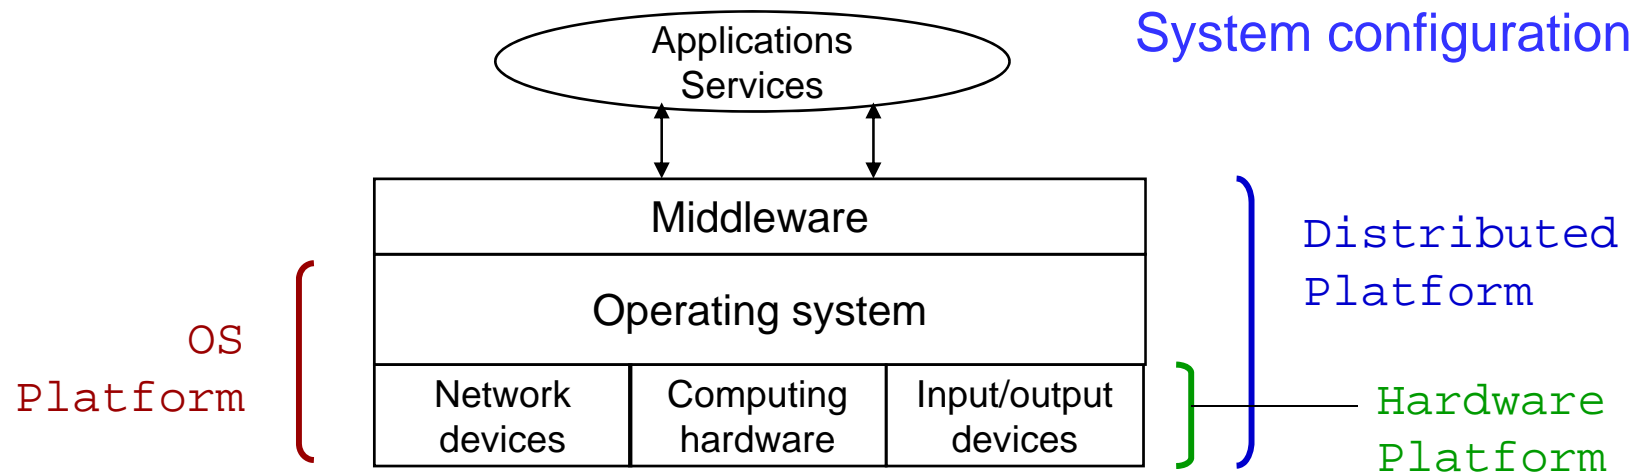 System configuration
Applications
Services
Middleware
Distributed
Platform
Operating system
OS
Platform
Network
devices
Computing
hardware
Input/output
devices
Hardware
Platform